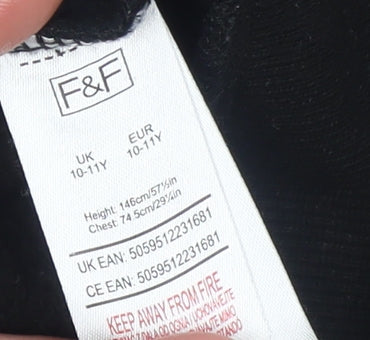 F&F
UK EUR
10-11Y 10-11Y
Height: 146cm/57½in
Chest: 74.5cm/29¼in
UK EAN: 5059512231681
CE EAN: 5059512231681
KEEP AWAY FROM FIRE